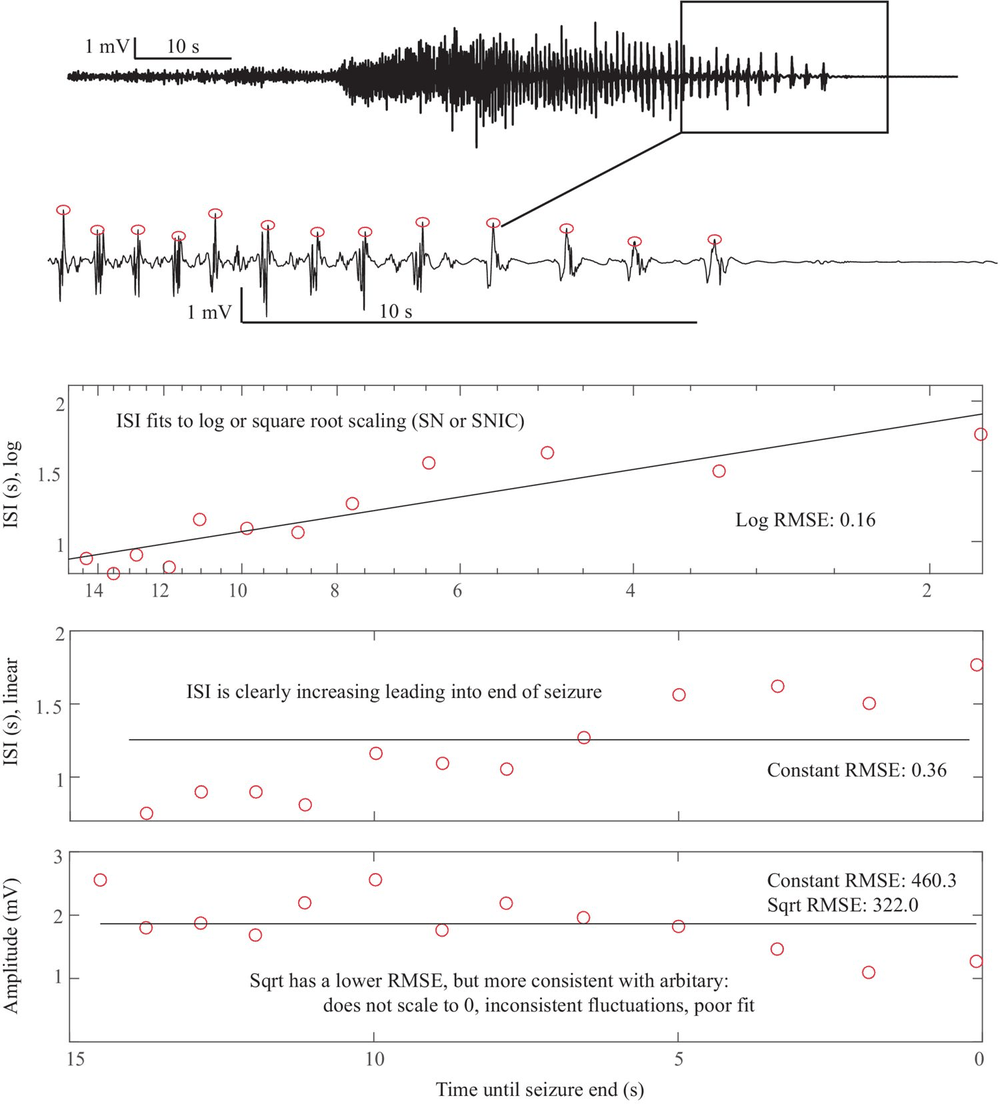 1 mV
10 s
1 mV
10 s
ISI (s), log
2
1.5
1
ISI fits to log or square root scaling (SN or SNIC)
Log RMSE: 0.16
14 12 10 8 6 4 2
ISI (s), linear
2
1.5
1
ISI is clearly increasing leading into end of seizure
Constant RMSE: 0.36
Amplitude (mV)
3
2
1
Constant RMSE: 460.3
Sqrt RMSE: 322.0
Sqrt has a lower RMSE, but more consistent with arbitary:
does not scale to 0, inconsistent fluctuations, poor fit
15 10 5 0
Time until seizure end (s)